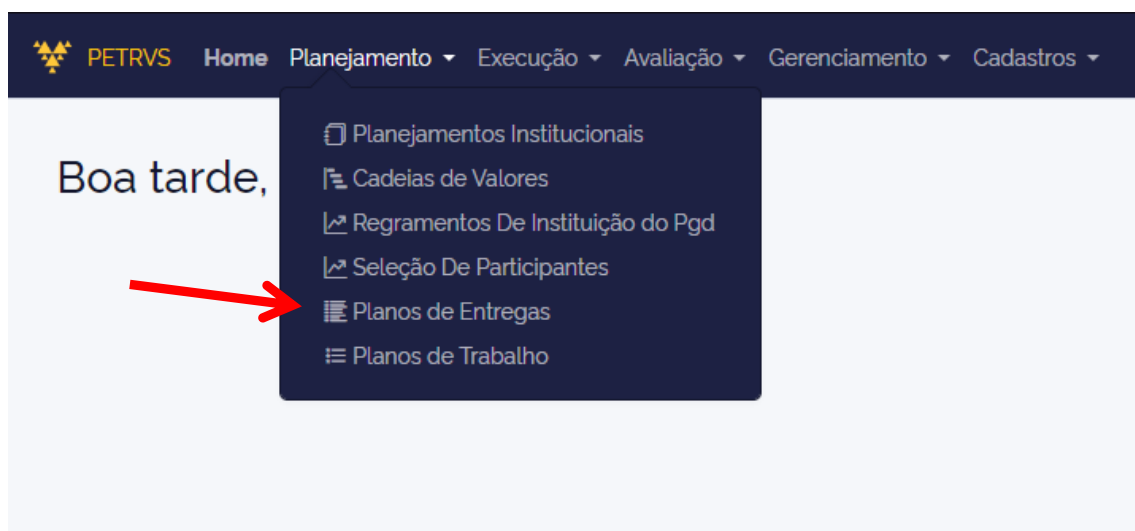 PETRVS Home Planejamento Execução Avaliação Gerenciamento Cadastros
Boa tarde,
Planejamentos Institucionais
Cadeias de Valores
Regramentos De Instituição do Pgd
Seleção De Participantes
Planos de Entregas
Planos de Trabalho